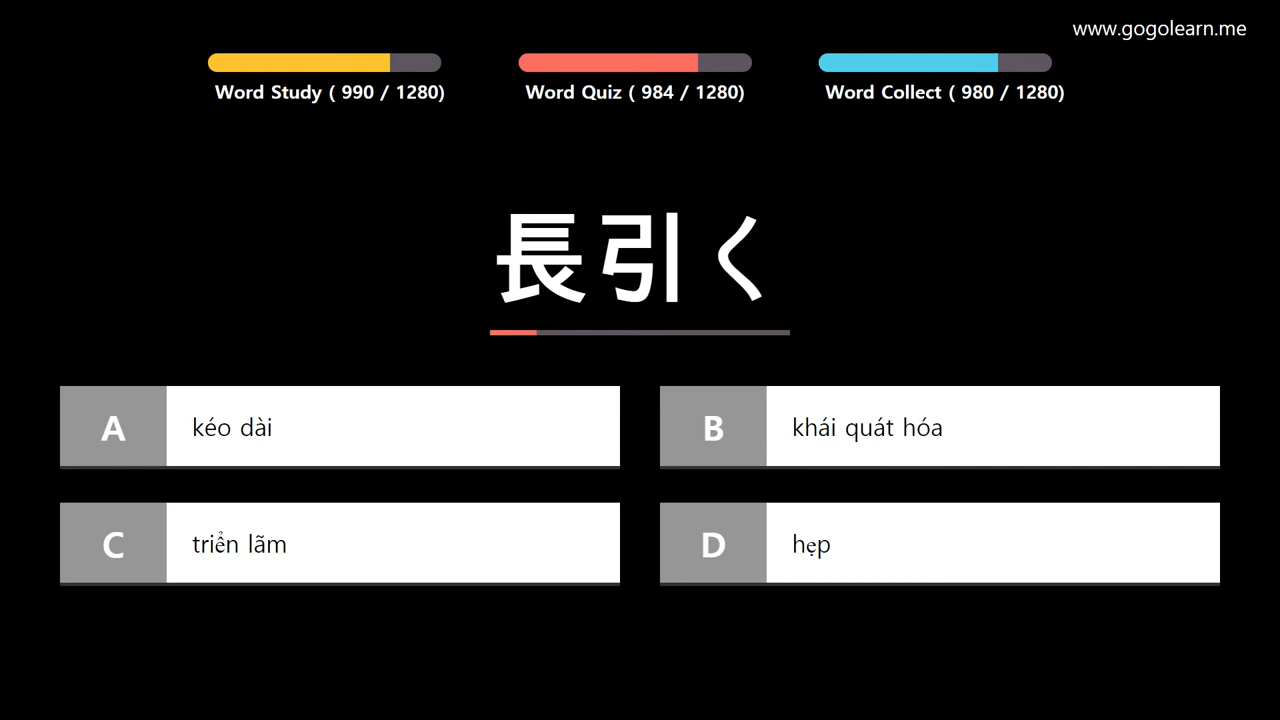 www.gogolearn.me
Word Study ( 990 / 1280)
Word Quiz ( 984 / 1280)
Word Collect ( 980 / 1280)
長引く
A kéo dài
B khái quát hóa
C triển lãm
D hẹp